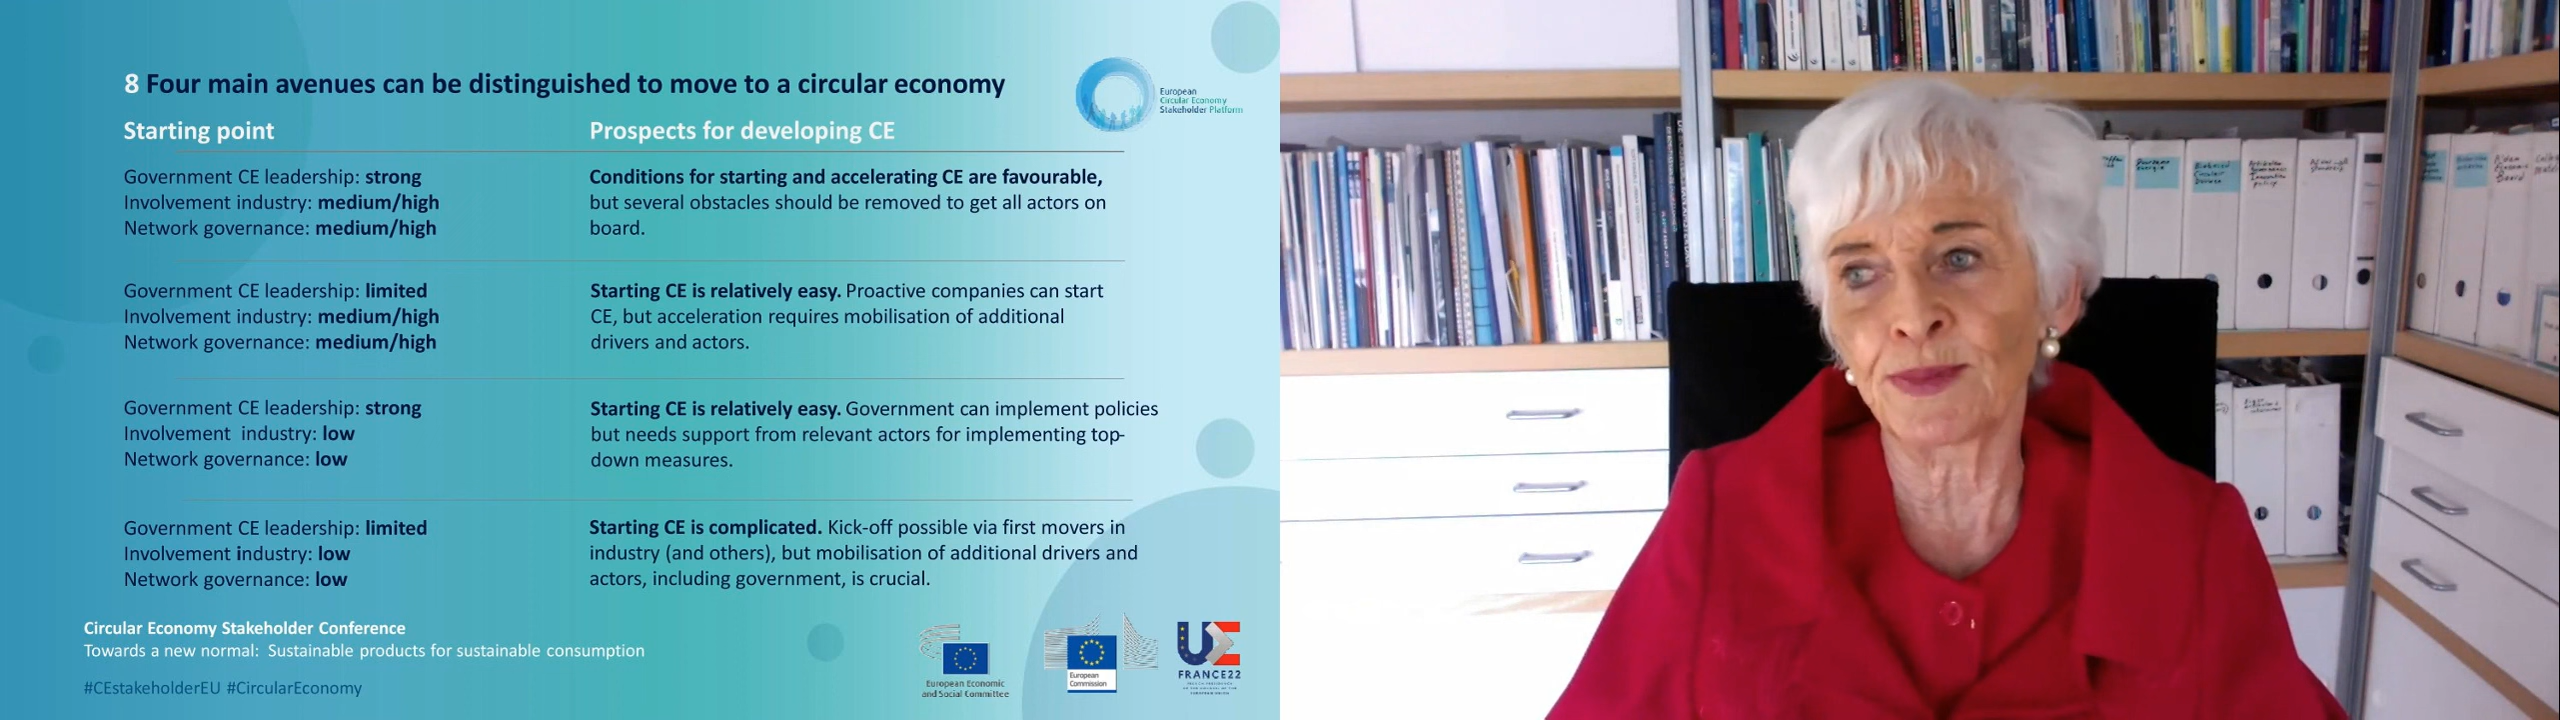 8 Four main avenues can be distinguished to move to a circular economy
European
Circular Economy
Stakeholder Platform
Starting point
Prospects for developing CE
Government CE leadership: strong
Involvement industry: medium/high
Network governance: medium/high
Conditions for starting and accelerating CE are favourable,
but several obstacles should be removed to get all actors on
board.
Government CE leadership: limited
Involvement industry: medium/high
Network governance: medium/high
Starting CE is relatively easy. Proactive companies can start
CE, but acceleration requires mobilisation of additional
drivers and actors.
Government CE leadership: strong
Involvement industry: low
Network governance: low
Starting CE is relatively easy. Government can implement policies
but needs support from relevant actors for implementing top-
down measures.
Government CE leadership: limited
Involvement industry: low
Network governance: low
Starting CE is complicated. Kick-off possible via first movers in
industry (and others), but mobilisation of additional drivers and
actors, including government, is crucial.
Circular Economy Stakeholder Conference
Towards a new normal: Sustainable products for sustainable consumption
#CEstakeholderEU #CircularEconomy
European Economic
and Social Committee
European
Commission
UE
FRANCE22